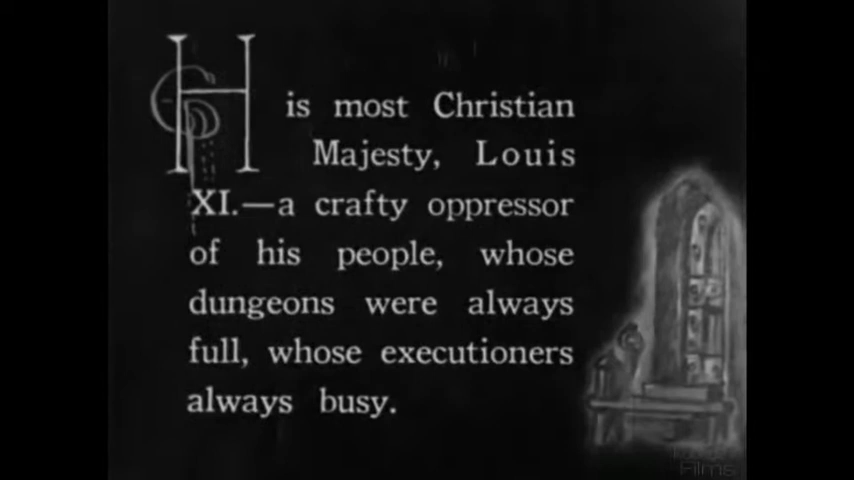 His most Christian
Majesty, Louis
XI.—a crafty oppressor
of his people, whose
dungeons were always
full, whose executioners
always busy.
Films